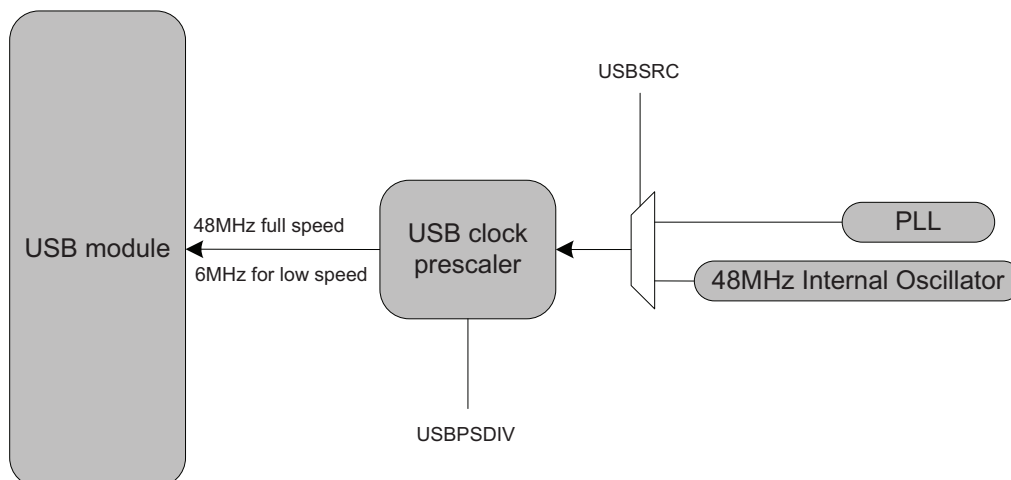 USBSRC
PLL
48MHz full speed
USB module
USB clock
prescaler
6MHz for low speed
48MHz Internal Oscillator
USBPSDIV